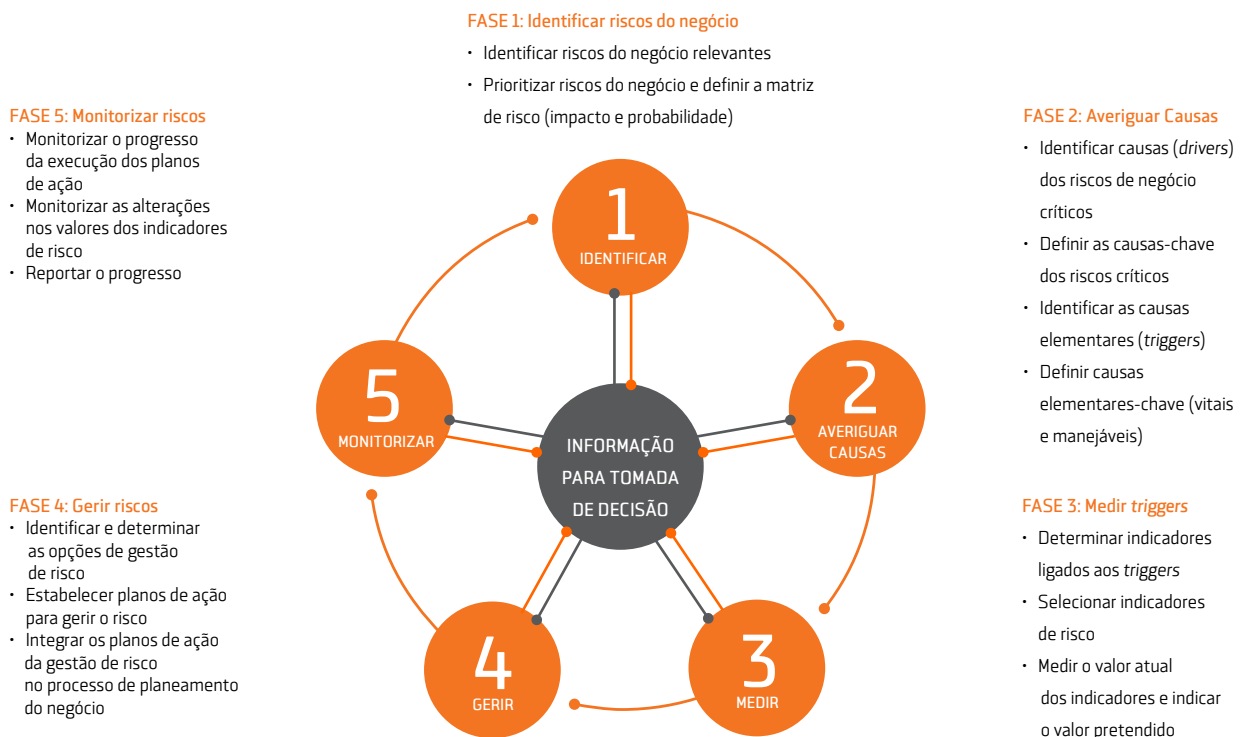 FASE 1: Identificar riscos do negócio
• Identificar riscos do negócio relevantes
• Prioritizar riscos do negócio e definir a matriz
de risco (impacto e probabilidade)
FASE 5: Monitorizar riscos
• Monitorizar o progresso
da execução dos planos
de ação
• Monitorizar as alterações
nos valores dos indicadores
de risco
• Reportar o progresso
FASE 2: Averiguar Causas
• Identificar causas (drivers)
dos riscos de negócio
críticos
• Definir as causas-chave
dos riscos críticos
• Identificar as causas
elementares (triggers)
• Definir causas
elementares-chave (vitais
e manejáveis)
1
IDENTIFICAR
2
AVERIGUAR
CAUSAS
5
MONITORIZAR
INFORMAÇÃO
PARA TOMADA
DE DECISÃO
FASE 4: Gerir riscos
• Identificar e determinar
as opções de gestão
de risco
• Estabelecer planos de ação
para gerir o risco
• Integrar os planos de ação
da gestão de risco
no processo de planeamento
do negócio
FASE 3: Medir triggers
• Determinar indicadores
ligados aos triggers
• Selecionar indicadores
de risco
• Medir o valor atual
dos indicadores e indicar
o valor pretendido
4
GERIR
3
MEDIR